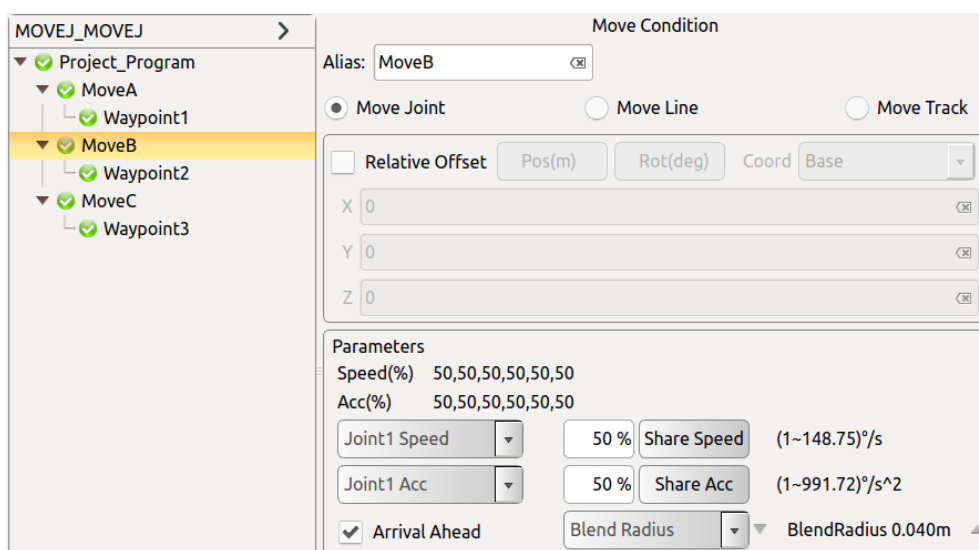 MOVEJ_MOVEJ
Project_Program
MoveA
Waypoint1
MoveB
Waypoint2
MoveC
Waypoint3
Move Condition
Alias: MoveB
Move Joint Move Line Move Track
Relative Offset Pos(m) Rot(deg) Coord Base
X 0
Y 0
Z 0
Parameters
Speed(%) 50,50,50,50,50,50
Acc(%) 50,50,50,50,50,50
Joint1 Speed 50 % Share Speed (1~148.75)°/s
Joint1 Acc 50 % Share Acc (1~991.72)°/s^2
Arrival Ahead Blend Radius BlendRadius 0.040m